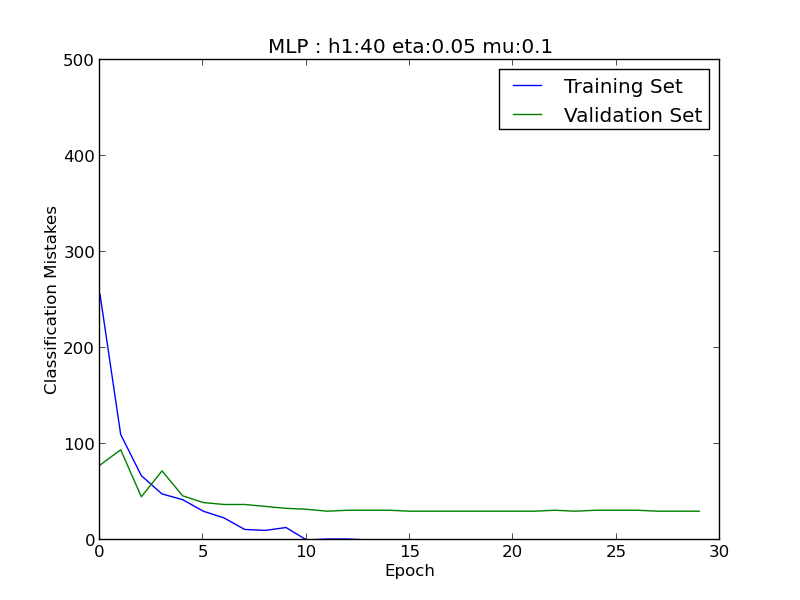 MLP : h1:40 eta:0.05 mu:0.1
Training Set
Validation Set
500
400
300
200
100
0
Classification Mistakes
0 5 10 15 20 25 30
Epoch